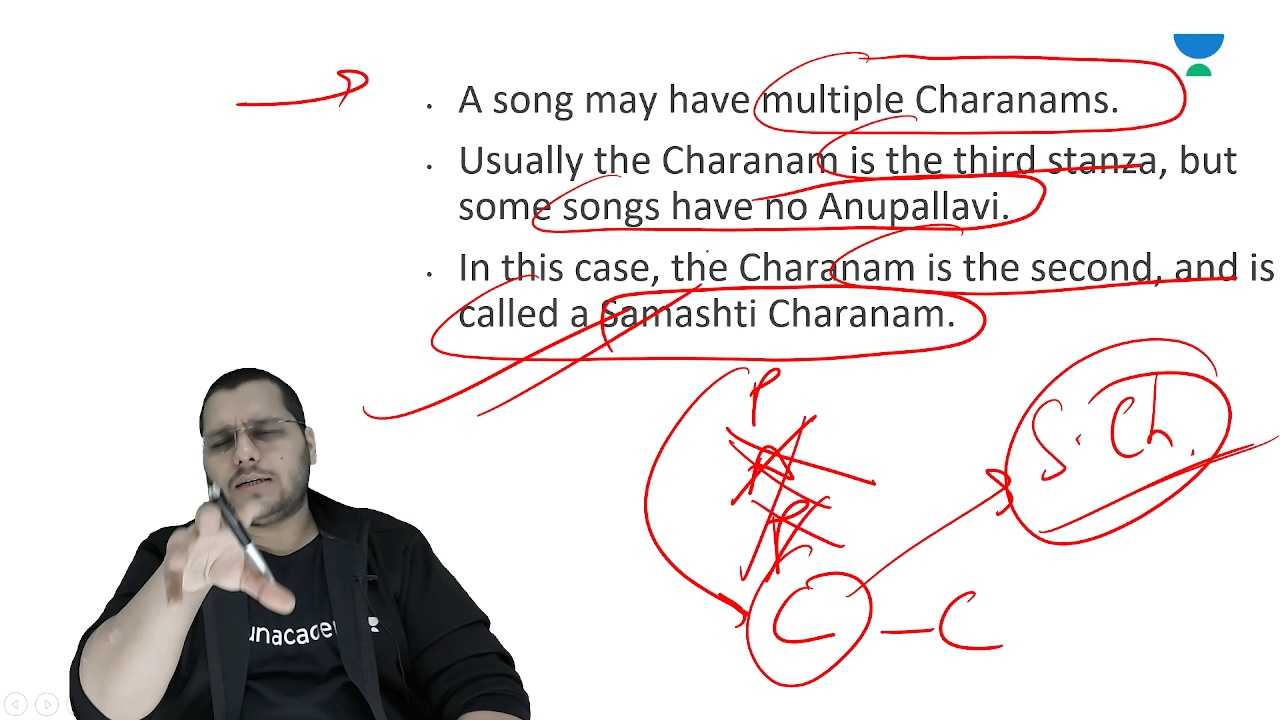 . A song may have multiple Charanams.
. Usually the Charanam is the third stanza, but
some songs have no Anupallavi.
. In this case, the Charanam is the second, and is
called a Samashti Charanam.
P
S. Ch.
A
P
C – C
unacade